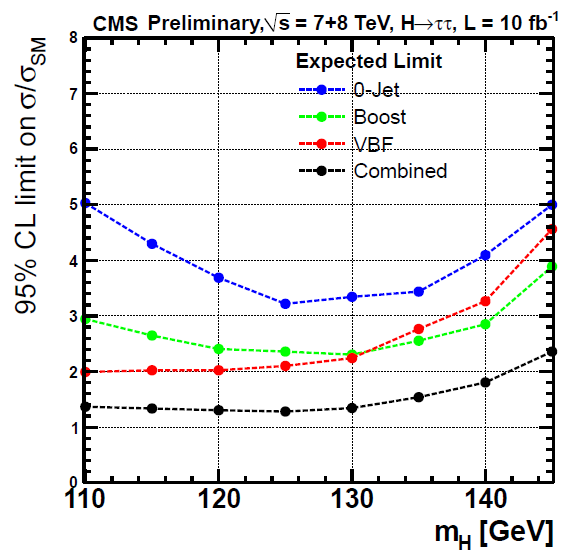 CMS Preliminary,√s = 7+8 TeV, H→ττ, L = 10 fb⁻¹
95% CL limit on σ/σSM
8
7
6
5
4
3
2
1
0
Expected Limit
0-Jet
Boost
VBF
Combined
110 120 130 140
mH [GeV]